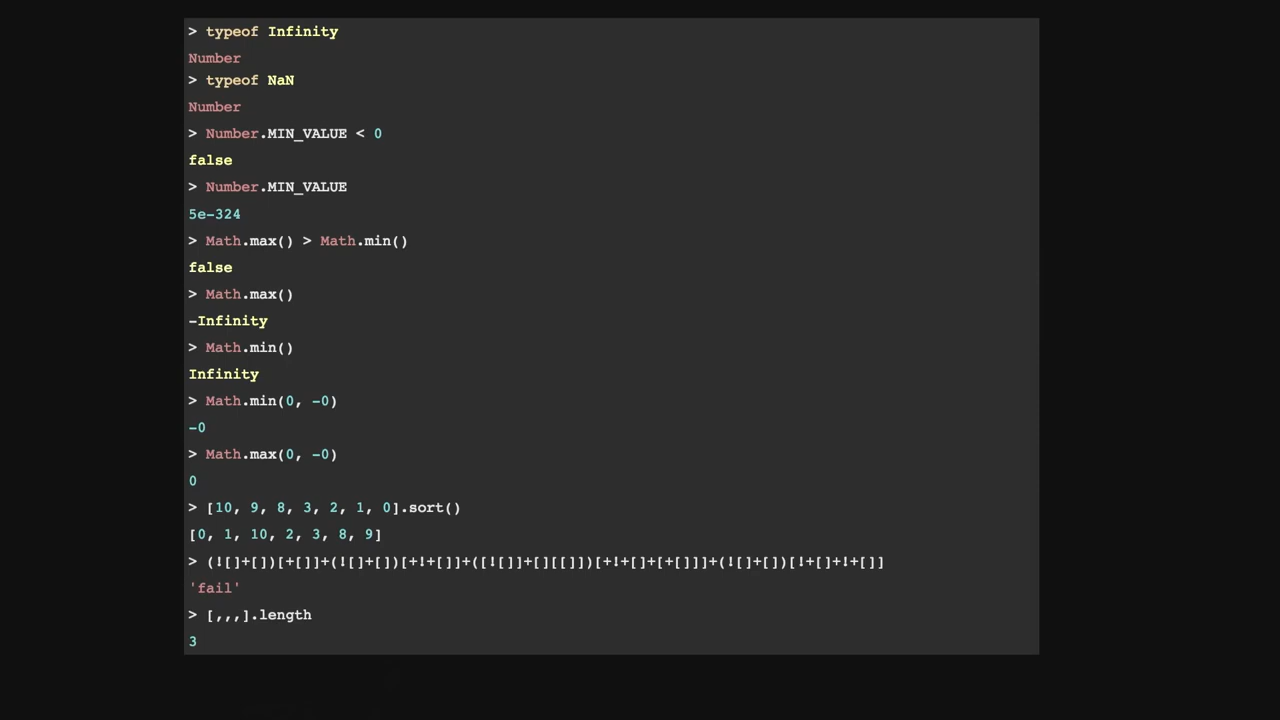 > typeof Infinity
Number
> typeof NaN
Number
> Number.MIN_VALUE < 0
false
> Number.MIN_VALUE
5e-324
> Math.max() > Math.min()
false
> Math.max()
-Infinity
> Math.min()
Infinity
> Math.min(0, -0)
-0
> Math.max(0, -0)
0
> [10, 9, 8, 3, 2, 1, 0].sort()
[0, 1, 10, 2, 3, 8, 9]
> (![]+[])[+[]]+(![]+[])[+!+[]]+([![]]+[][[]])[+!+[]+[+[]]]+(![]+[])[!+[]+!+[]]
'fail'
> [,,,].length
3